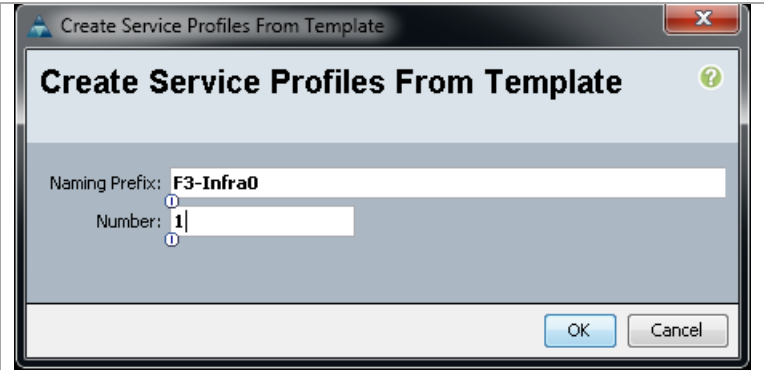 Create Service Profiles From Template
Create Service Profiles From Template
Naming Prefix: F3-Infra0
Number: 1
OK Cancel